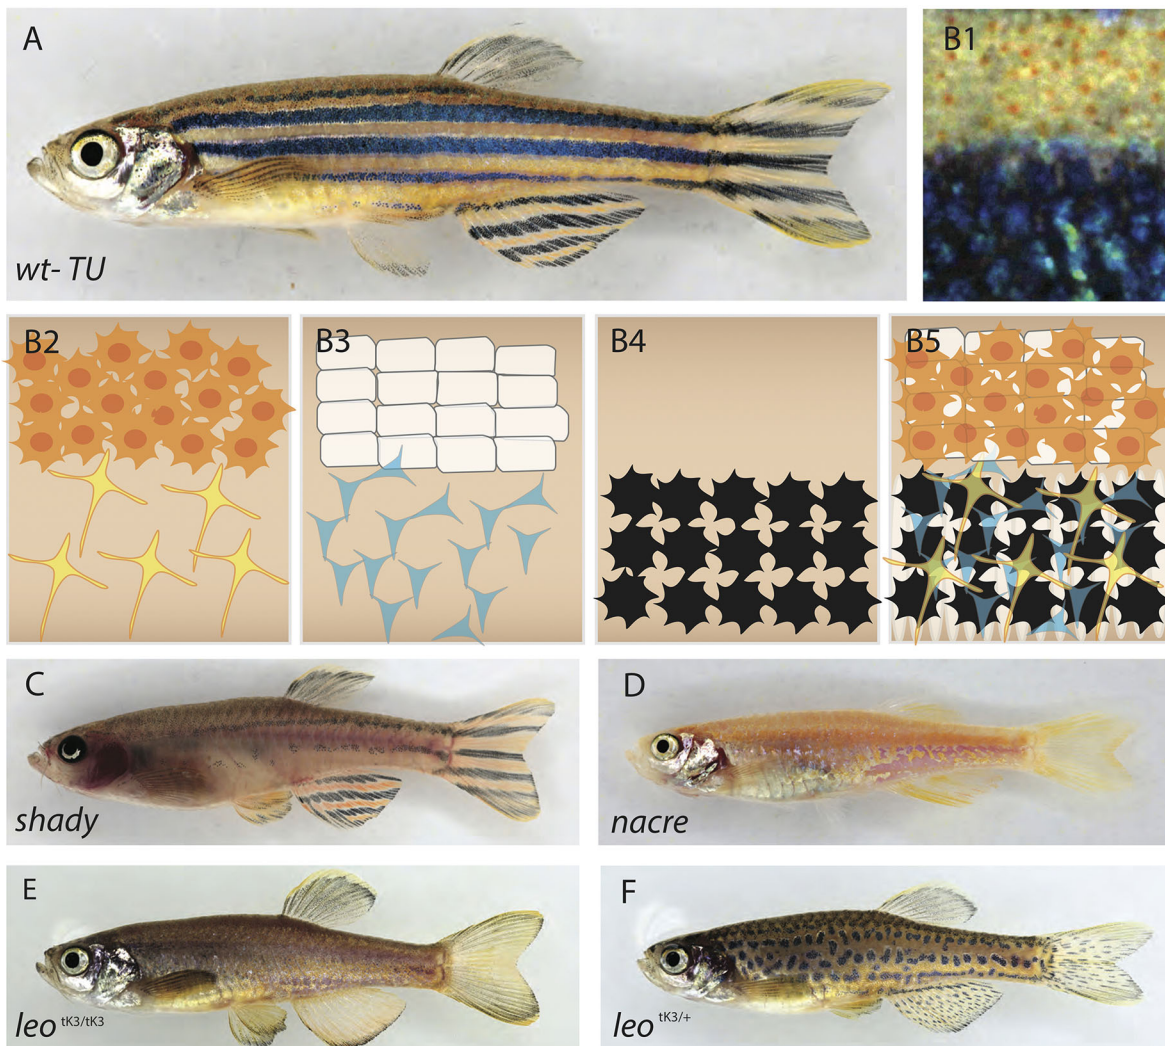 A
B1
wt- TU
B2
B3
B4
B5
C
D
shady
nacre
E
F
leo tK3/tK3
leo tK3/+